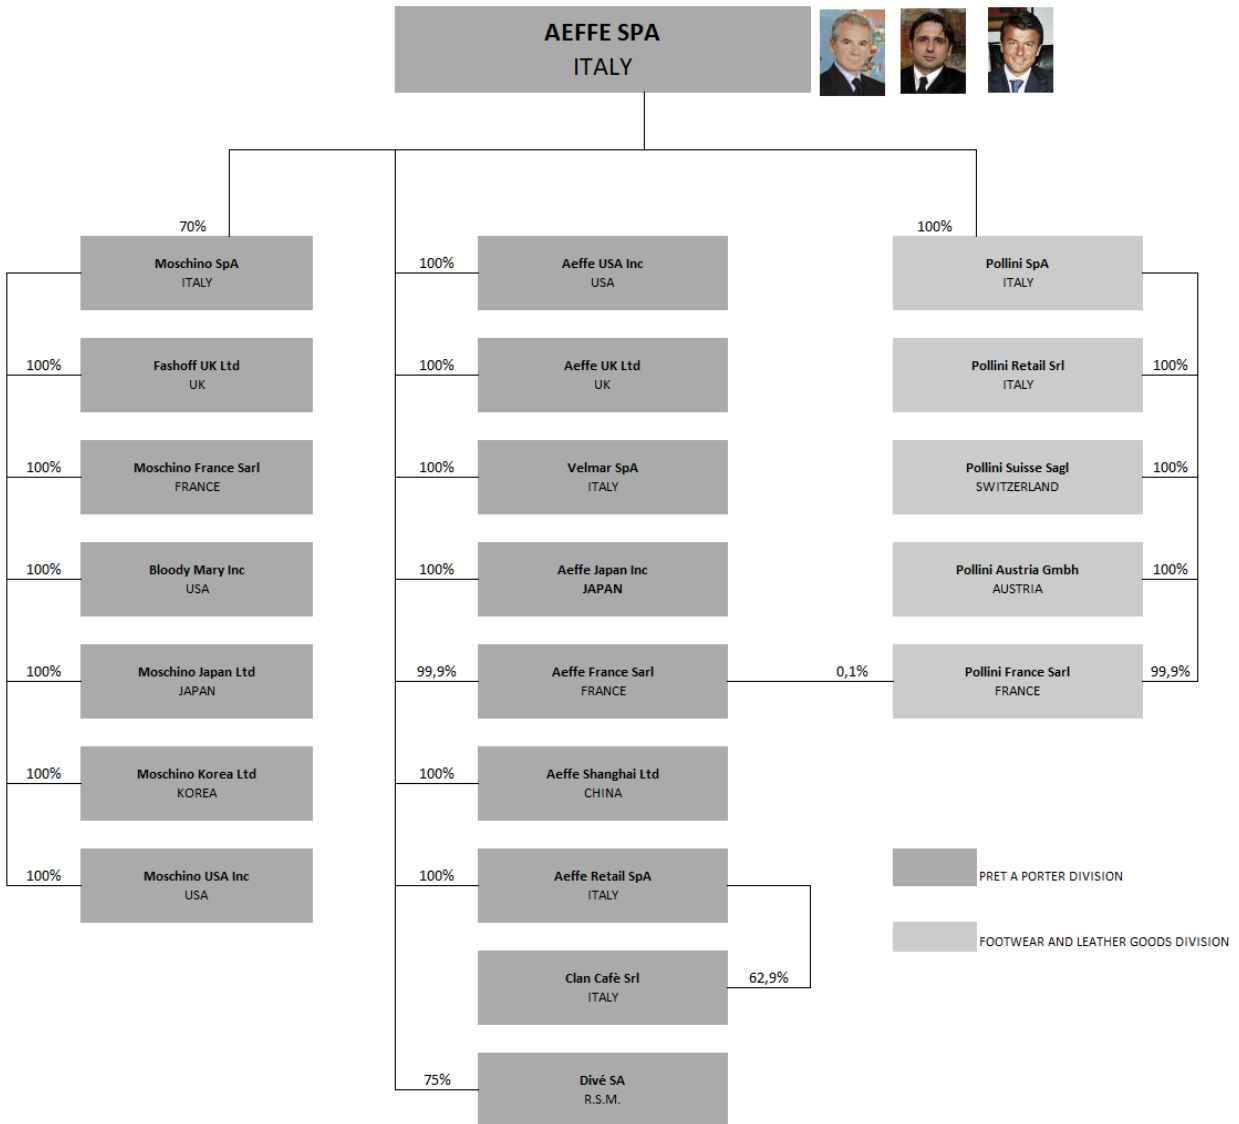 AEFFE SPA
ITALY
70%
100%
Moschino SpA
ITALY
100%
Aeffe USA Inc
USA
Pollini SpA
ITALY
100%
Fashoff UK Ltd
UK
100%
Aeffe UK Ltd
UK
Pollini Retail Srl
ITALY
100%
100%
Moschino France Sarl
FRANCE
100%
Velmar SpA
ITALY
Pollini Suisse Sagl
SWITZERLAND
100%
100%
Bloody Mary Inc
USA
100%
Aeffe Japan Inc
JAPAN
Pollini Austria Gmbh
AUSTRIA
100%
100%
Moschino Japan Ltd
JAPAN
99,9%
Aeffe France Sarl
FRANCE
0,1%
Pollini France Sarl
FRANCE
99,9%
100%
Moschino Korea Ltd
KOREA
100%
Aeffe Shanghai Ltd
CHINA
100%
Moschino USA Inc
USA
100%
Aeffe Retail SpA
ITALY
PRET A PORTER DIVISION
FOOTWEAR AND LEATHER GOODS DIVISION
Clan Cafè Srl
ITALY
62,9%
75%
Divé SA
R.S.M.